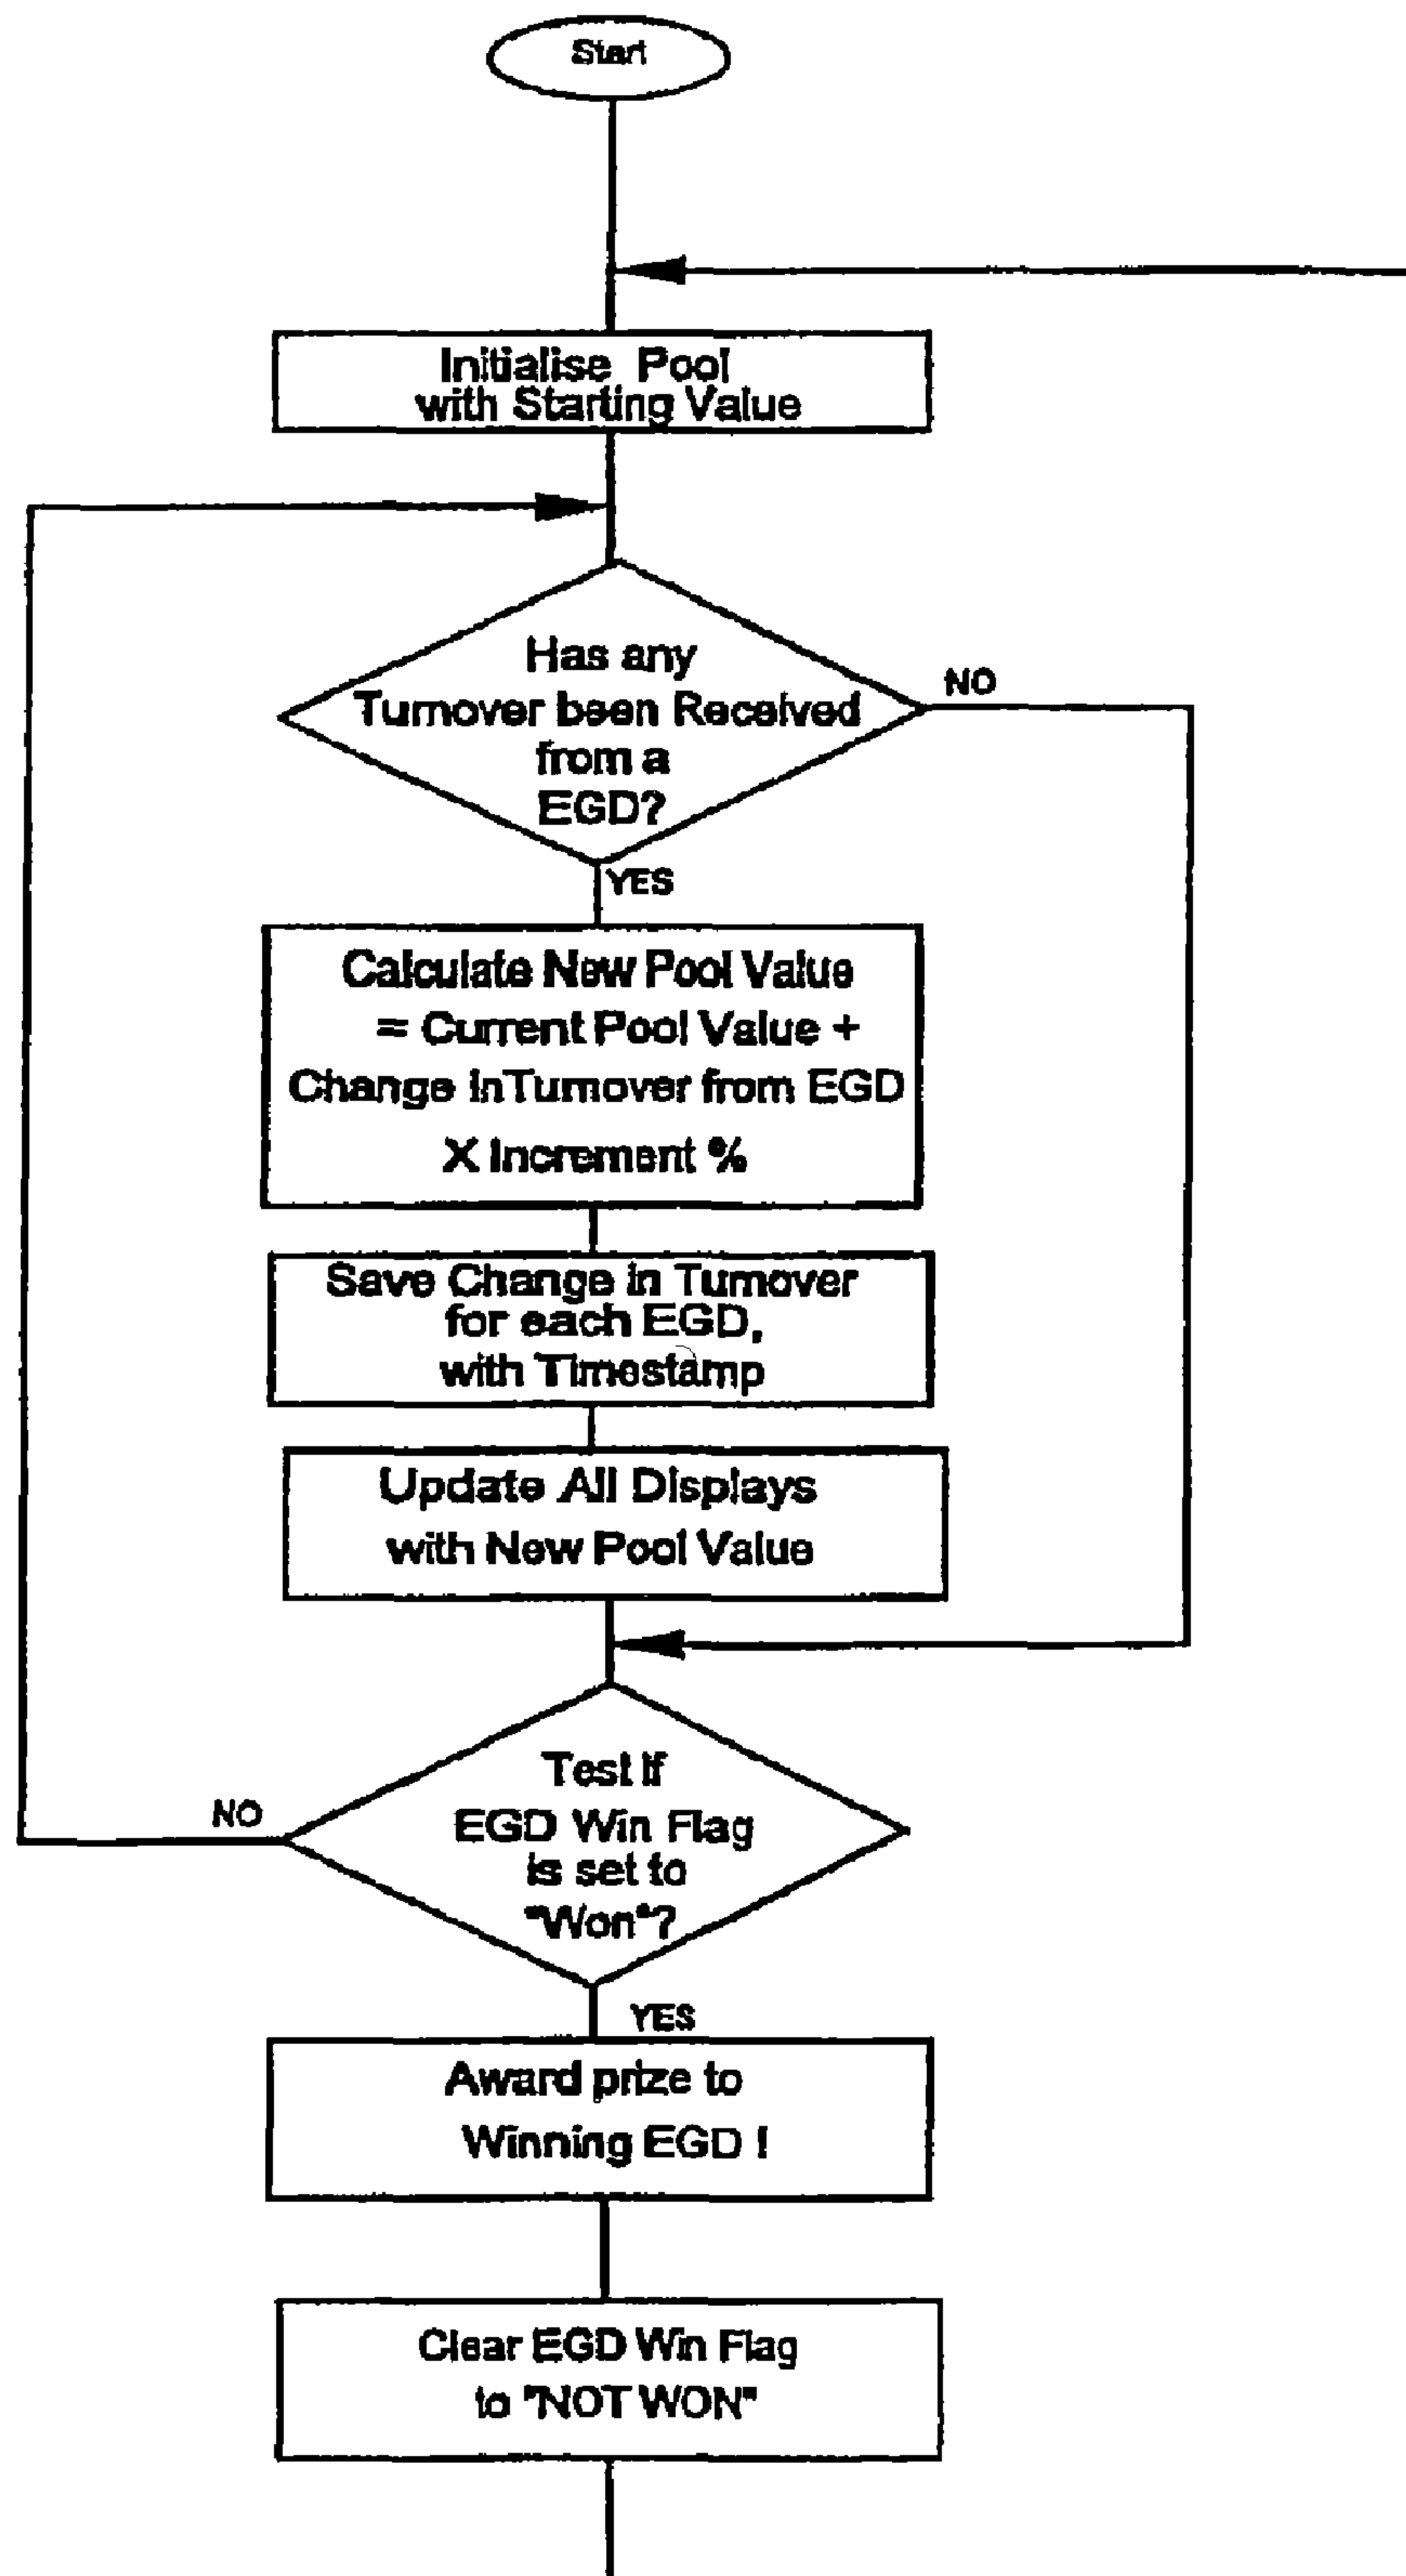 Start
Initialise Pool
with Starting Value
Has any
Turnover been Received
from a
EGD?
NO
YES
Calculate New Pool Value
= Current Pool Value +
Change inTurnover from EGD
X Increment %
Save Change in Turnover
for each EGD,
with Timestamp
Update All Displays
with New Pool Value
Test if
EGD Win Flag
is set to
"Won"?
NO
YES
Award prize to
Winning EGD !
Clear EGD Win Flag
to "NOT WON"